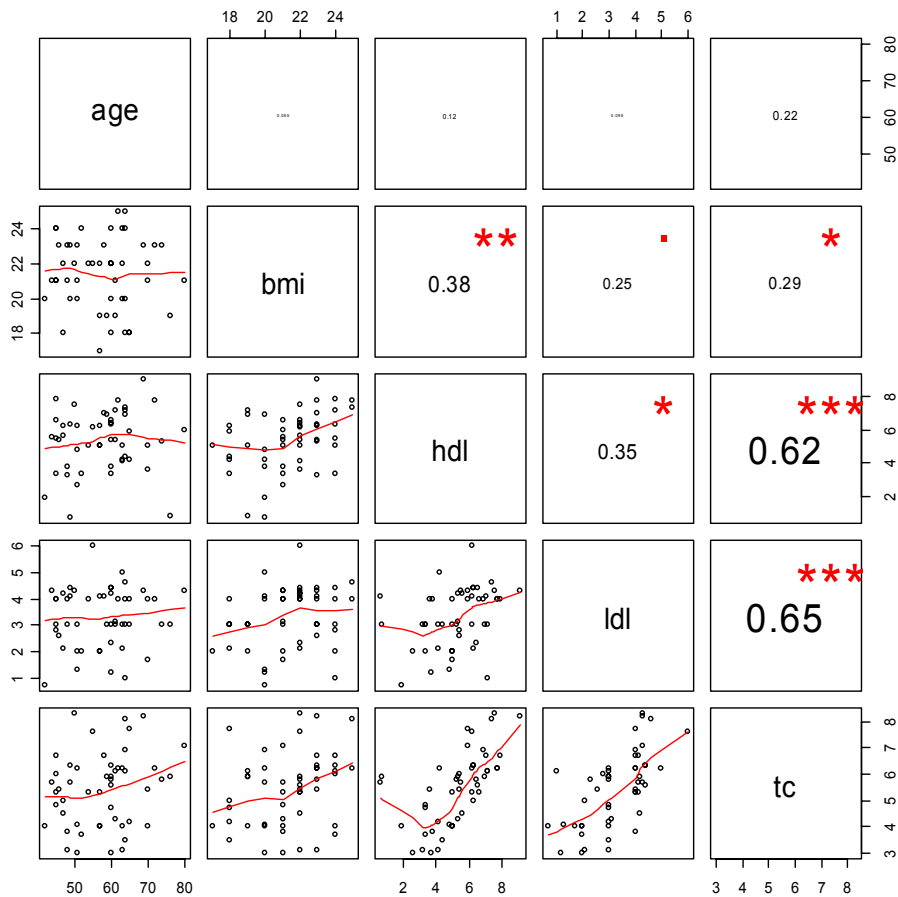 18 20 22 24 1 2 3 4 5 6
age 0.12 0.22 50 60 70 80
18 20 22 24 bmi 0.38 ** 0.25 . 0.29 *
hdl 0.35 * 0.62 *** 2 4 6 8
1 2 3 4 5 6 ldl 0.65 ***
tc 3 4 5 6 7 8
50 60 70 80 2 4 6 8 3 4 5 6 7 8